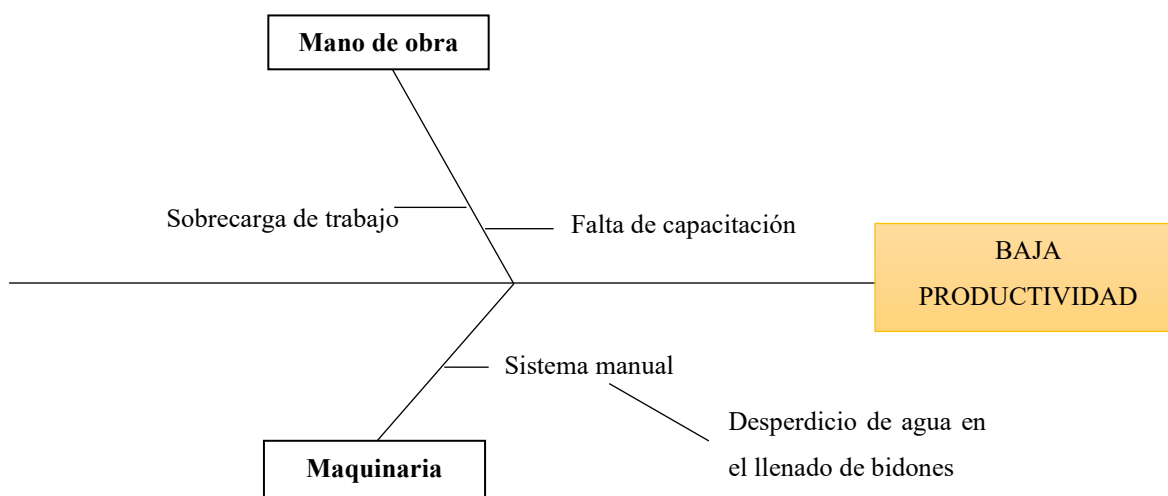 Mano de obra
Sobrecarga de trabajo
Falta de capacitación
BAJA
PRODUCTIVIDAD
Sistema manual
Desperdicio de agua en
el llenado de bidones
Maquinaria